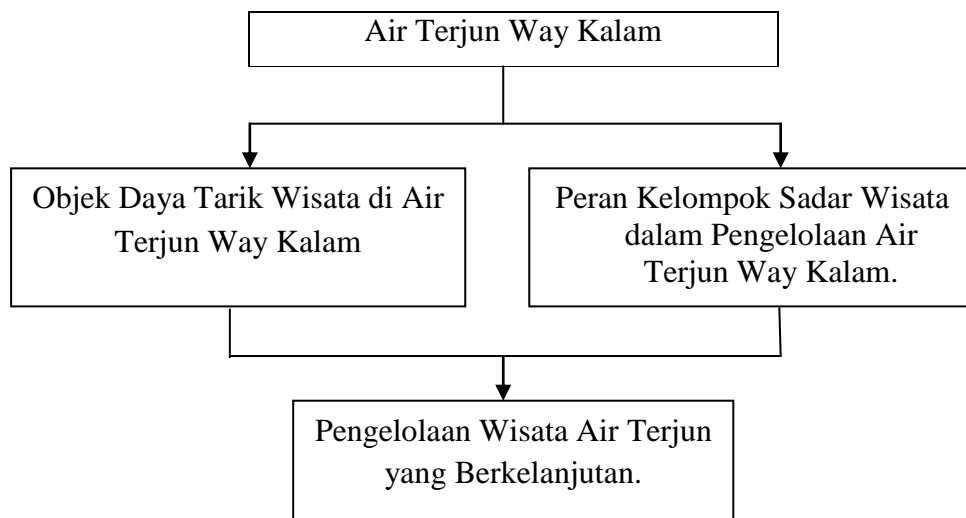 Air Terjun Way Kalam
Objek Daya Tarik Wisata di Air
Terjun Way Kalam
Peran Kelompok Sadar Wisata
dalam Pengelolaan Air
Terjun Way Kalam.
Pengelolaan Wisata Air Terjun
yang Berkelanjutan.